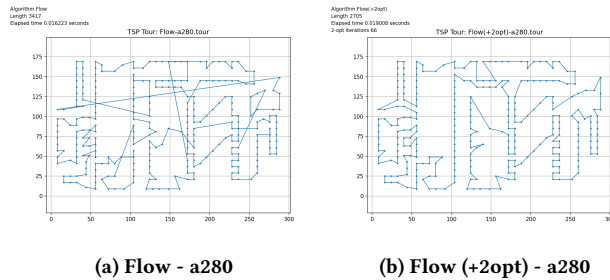 Algorithm Flow
Length 3417
Elapsed time 0.016223 seconds
TSP Tour: Flow-a280.tour
175
150
125
100
75
50
25
0
0 50 100 150 200 250 300
(a) Flow - a280
Algorithm Flow(+2opt)
Length 2705
Elapsed time 0.019008 seconds
2-opt iterations 66
TSP Tour: Flow(+2opt)-a280.tour
175
150
125
100
75
50
25
0
0 50 100 150 200 250 300
(b) Flow (+2opt) - a280